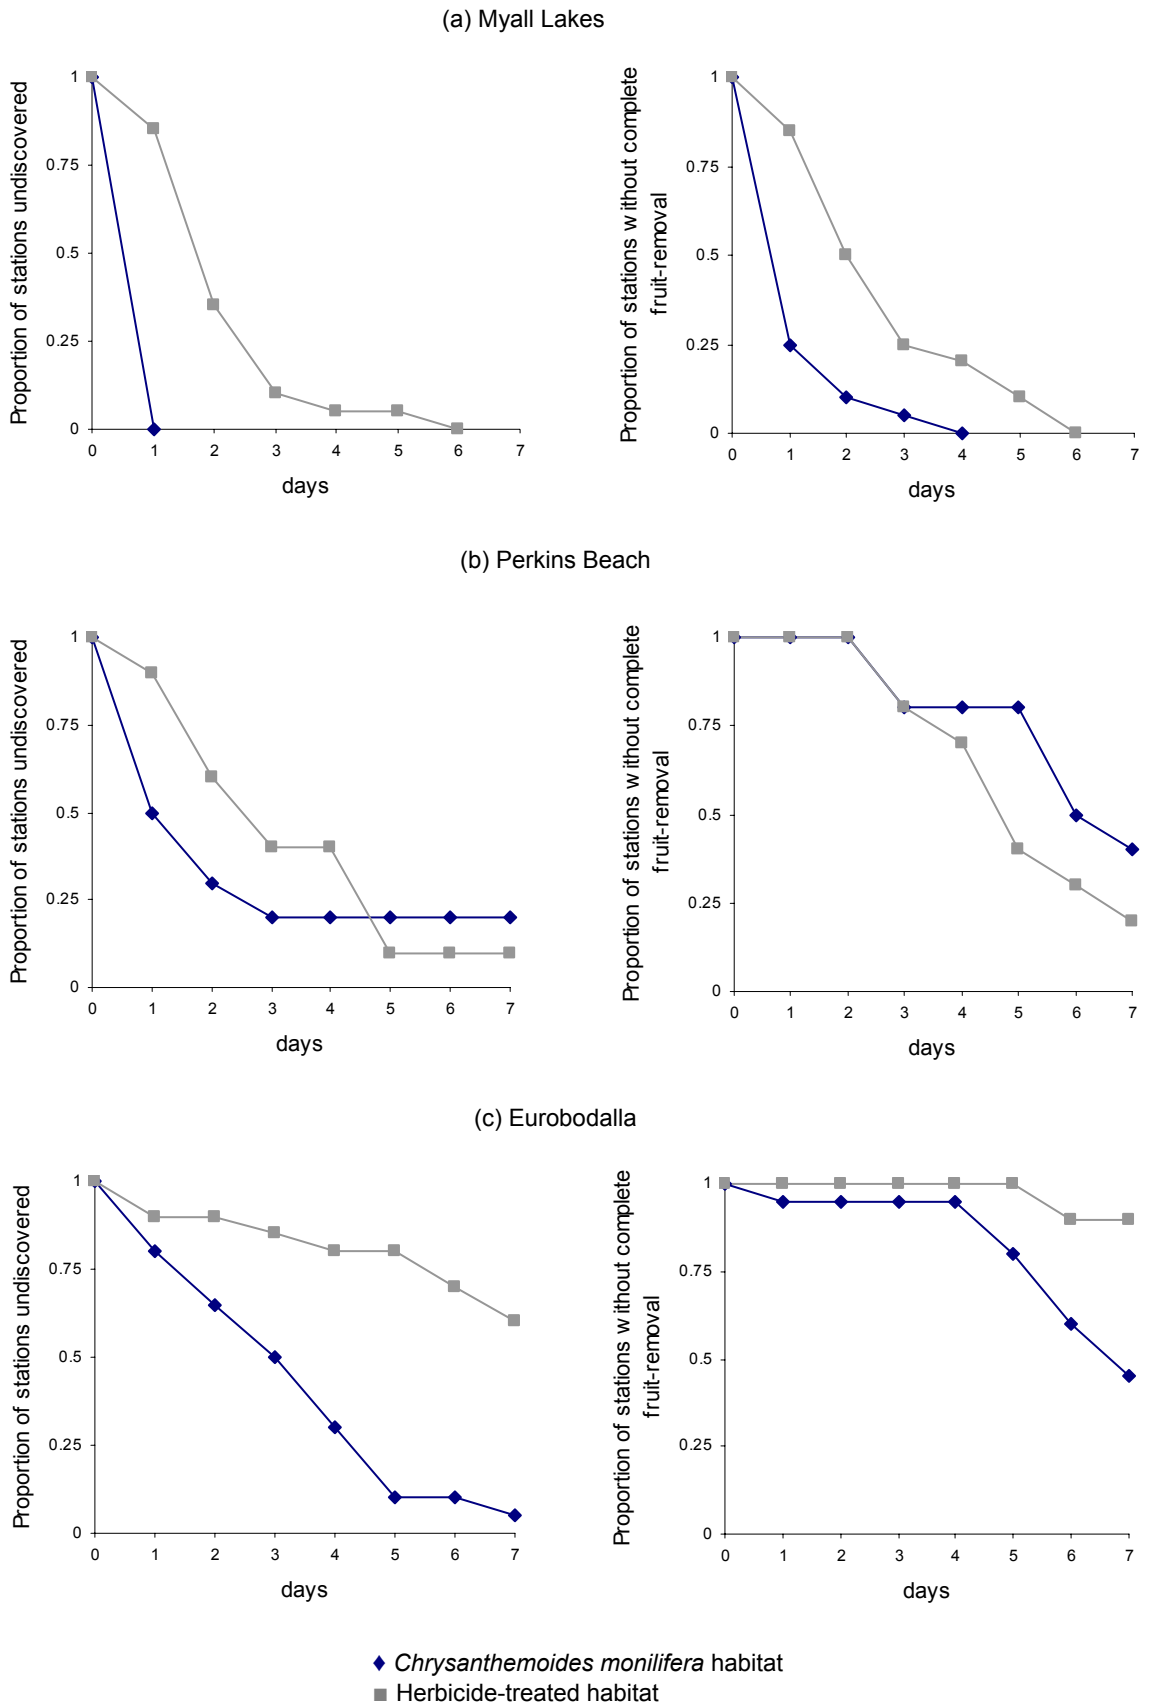 (a) Myall Lakes
Proportion of stations undiscovered
1
0.75
0.5
0.25
0
0 1 2 3 4 5 6 7
days
Proportion of stations without complete
fruit-removal
1
0.75
0.5
0.25
0
0 1 2 3 4 5 6 7
days
(b) Perkins Beach
Proportion of stations undiscovered
1
0.75
0.5
0.25
0
0 1 2 3 4 5 6 7
days
Proportion of stations without complete
fruit-removal
1
0.75
0.5
0.25
0
0 1 2 3 4 5 6 7
days
(c) Eurobodalla
Proportion of stations undiscovered
1
0.75
0.5
0.25
0
0 1 2 3 4 5 6 7
days
Proportion of stations without complete
fruit-removal
1
0.75
0.5
0.25
0
0 1 2 3 4 5 6 7
days
Chrysanthemoides monilifera habitat
Herbicide-treated habitat